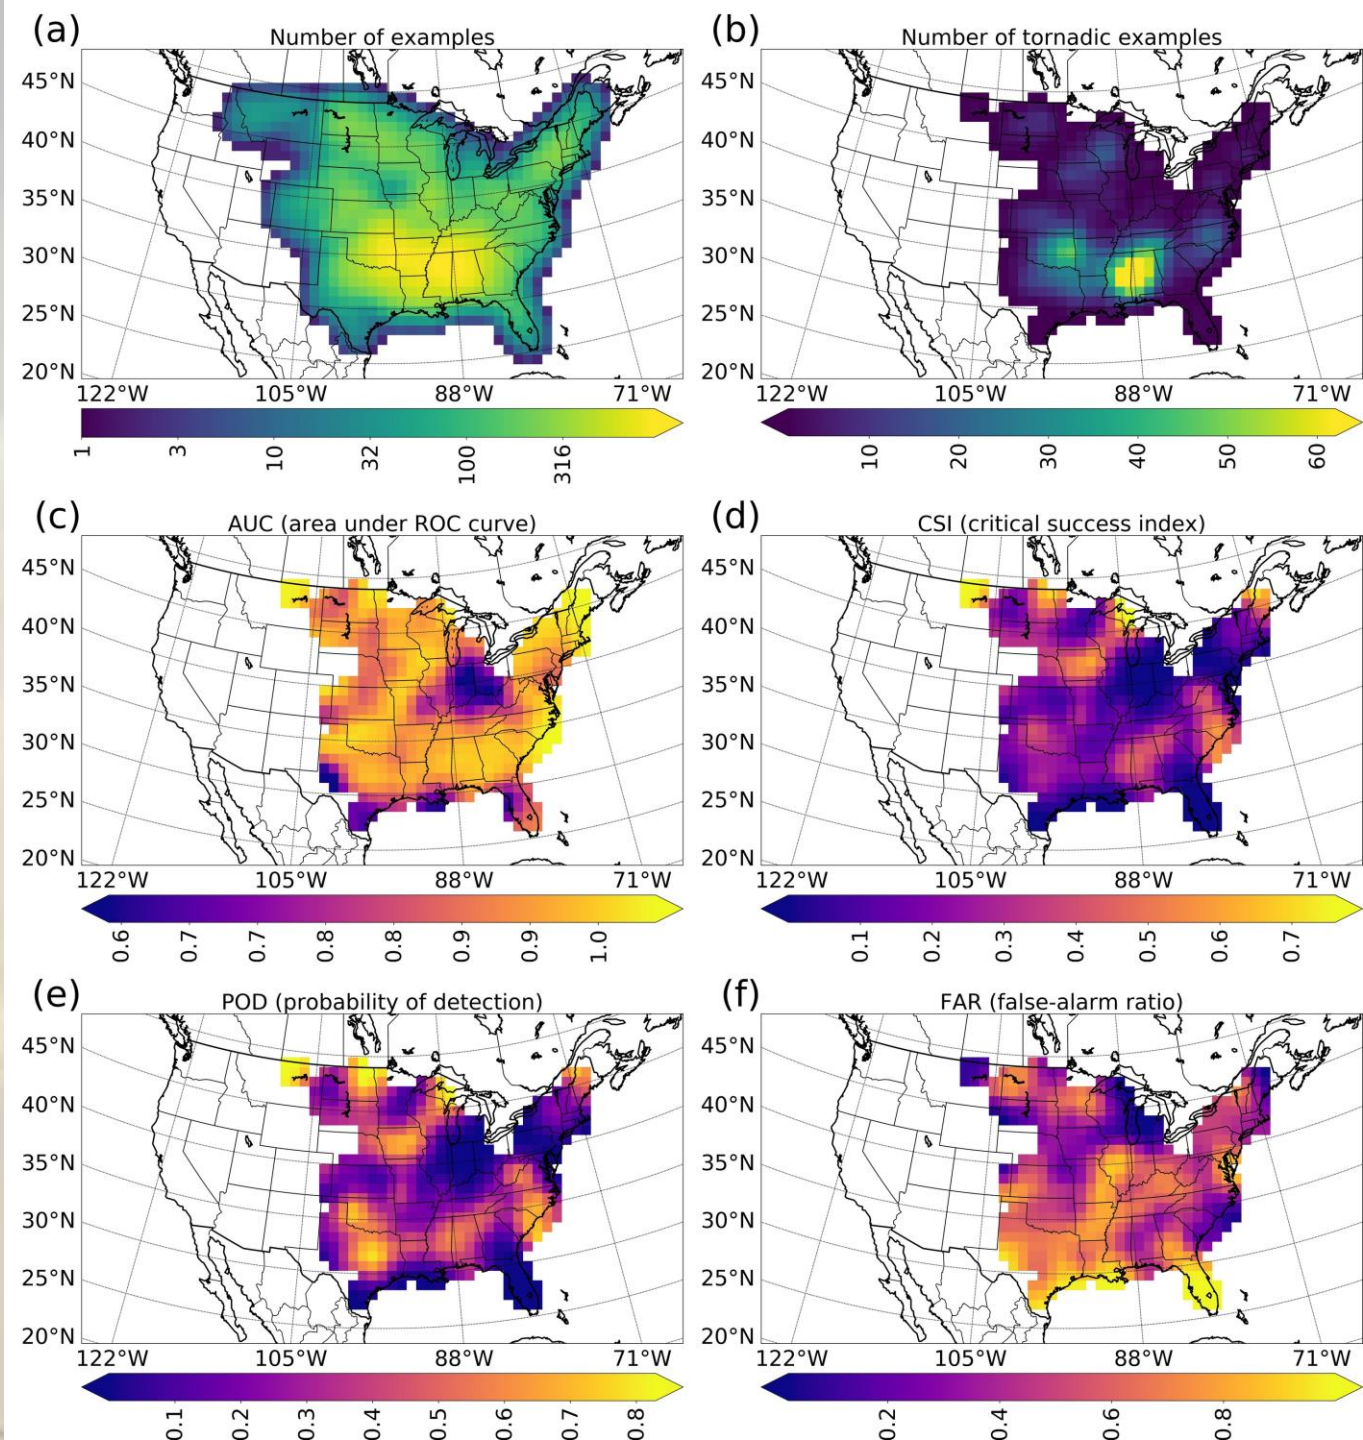 (a) Number of examples
45°N
40°N
35°N
30°N
25°N
20°N
122°W 105°W 88°W 71°W
1 3 10 32 100 316
(b) Number of tornadic examples
45°N
40°N
35°N
30°N
25°N
20°N
122°W 105°W 88°W 71°W
10 20 30 40 50 60
(c) AUC (area under ROC curve)
45°N
40°N
35°N
30°N
25°N
20°N
122°W 105°W 88°W 71°W
0.6 0.7 0.7 0.8 0.8 0.9 0.9 1.0
(d) CSI (critical success index)
45°N
40°N
35°N
30°N
25°N
20°N
122°W 105°W 88°W 71°W
0.1 0.2 0.3 0.4 0.5 0.6 0.7
(e) POD (probability of detection)
45°N
40°N
35°N
30°N
25°N
20°N
122°W 105°W 88°W 71°W
0.1 0.2 0.3 0.4 0.5 0.6 0.7 0.8
(f) FAR (false-alarm ratio)
45°N
40°N
35°N
30°N
25°N
20°N
122°W 105°W 88°W 71°W
0.2 0.4 0.6 0.8